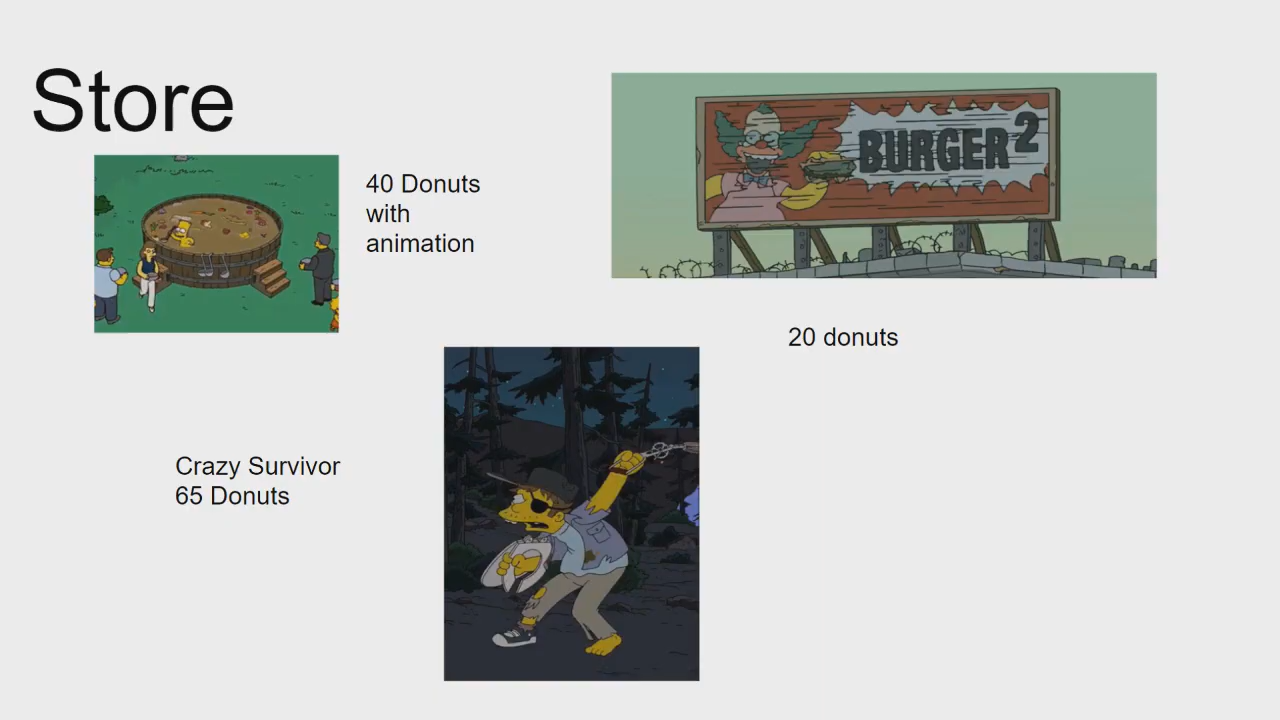 Store
40 Donuts
with
animation
BURGER²
20 donuts
Crazy Survivor
65 Donuts